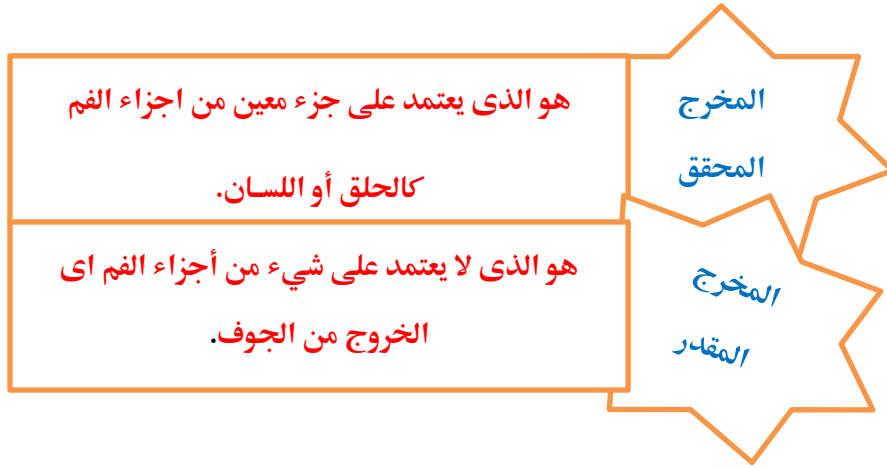 المخرج
المحقق
هو الذى يعتمد على جزء معين من اجزاء الفم
كالحلق أو اللسان.
المخرج
المقدر
هو الذى لا يعتمد على شيء من أجزاء الفم اى
الخروج من الجوف.